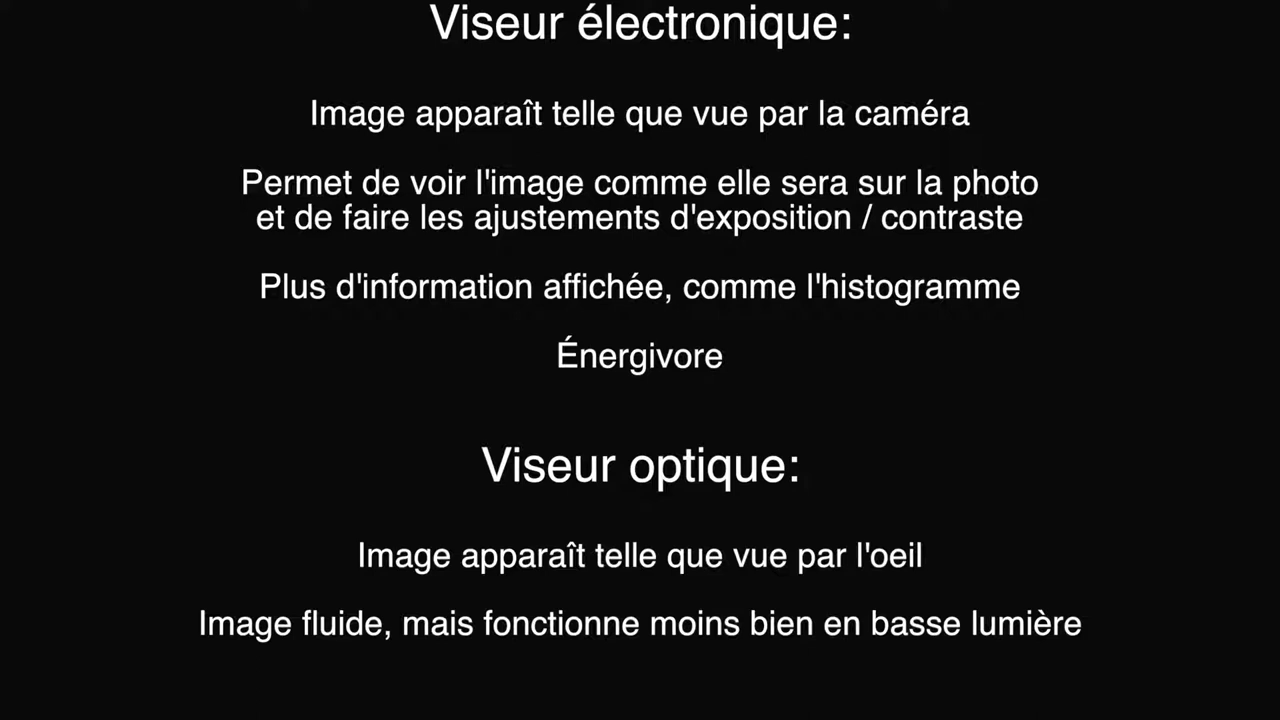 Viseur électronique:
Image apparaît telle que vue par la caméra
Permet de voir l'image comme elle sera sur la photo
et de faire les ajustements d'exposition / contraste
Plus d'information affichée, comme l'histogramme
Énergivore
Viseur optique:
Image apparaît telle que vue par l'oeil
Image fluide, mais fonctionne moins bien en basse lumière